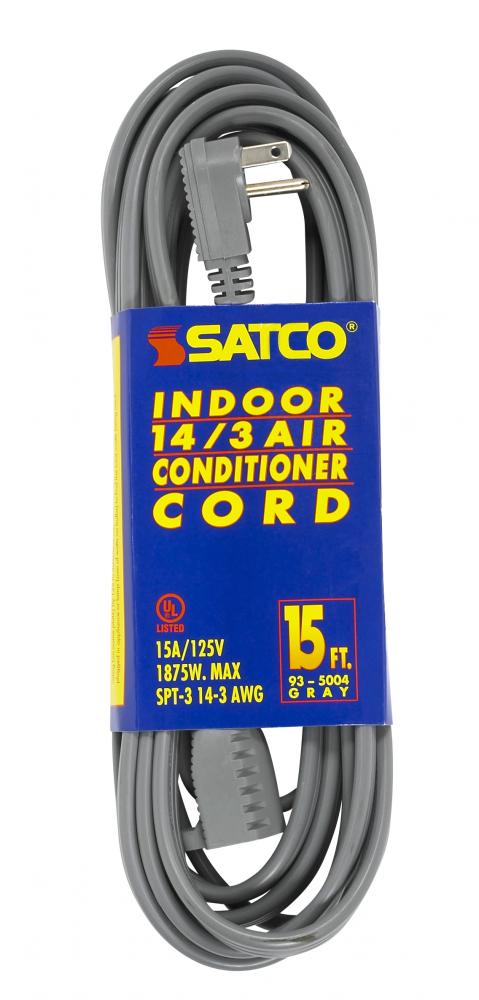 SATCO®
INDOOR
14/3 AIR
CONDITIONER
CORD
UL
LISTED
15A/125V
1875W. MAX
SPT-3 14-3 AWG
15 FT.
93-5004
GRAY